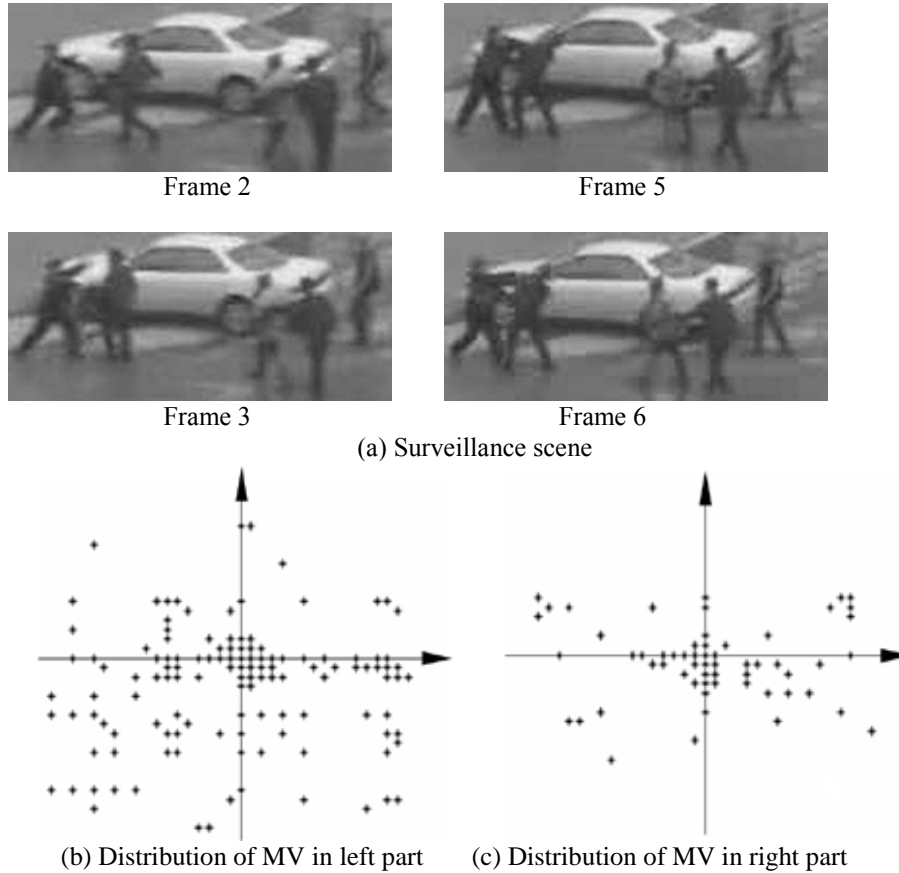 Frame 2
Frame 5
Frame 3
Frame 6
(a) Surveillance scene
(b) Distribution of MV in left part
(c) Distribution of MV in right part